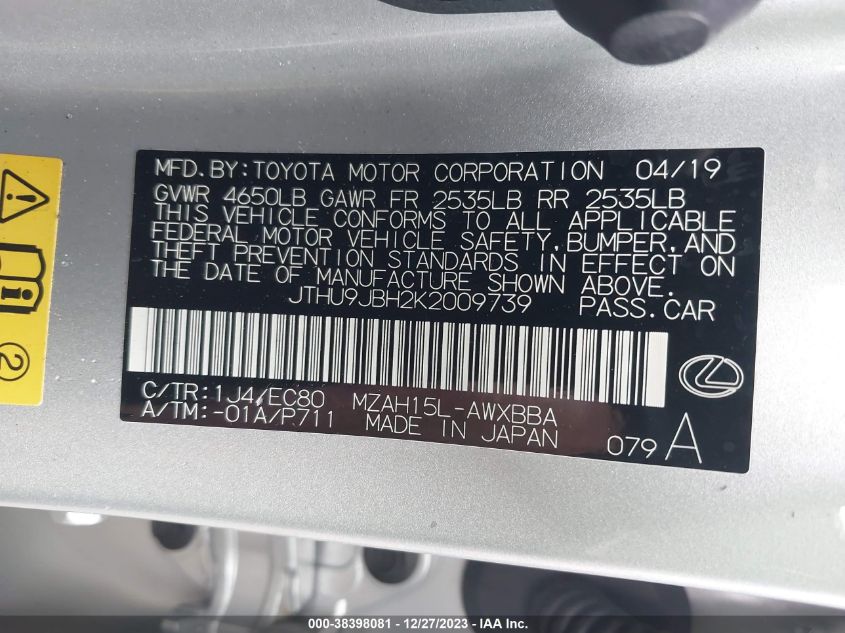 MFD.BY:TOYOTA MOTOR CORPORATION 04/19
GVWR 4650LB GAWR FR 2535LB RR 2535LB
THIS VEHICLE CONFORMS TO ALL APPLICABLE
FEDERAL MOTOR VEHICLE SAFETY,BUMPER,AND
THEFT PREVENTION STANDARDS IN EFFECT ON
THE DATE OF MANUFACTURE SHOWN ABOVE.
JTHU9JBH2K2009739 PASS.CAR
C/TR:1J4/EC80 MZAH15L-AWXBBA
A/TM:-01A/P711 MADE IN JAPAN 079 A
2
000-38398081 - 12/27/2023 - IAAI.COM